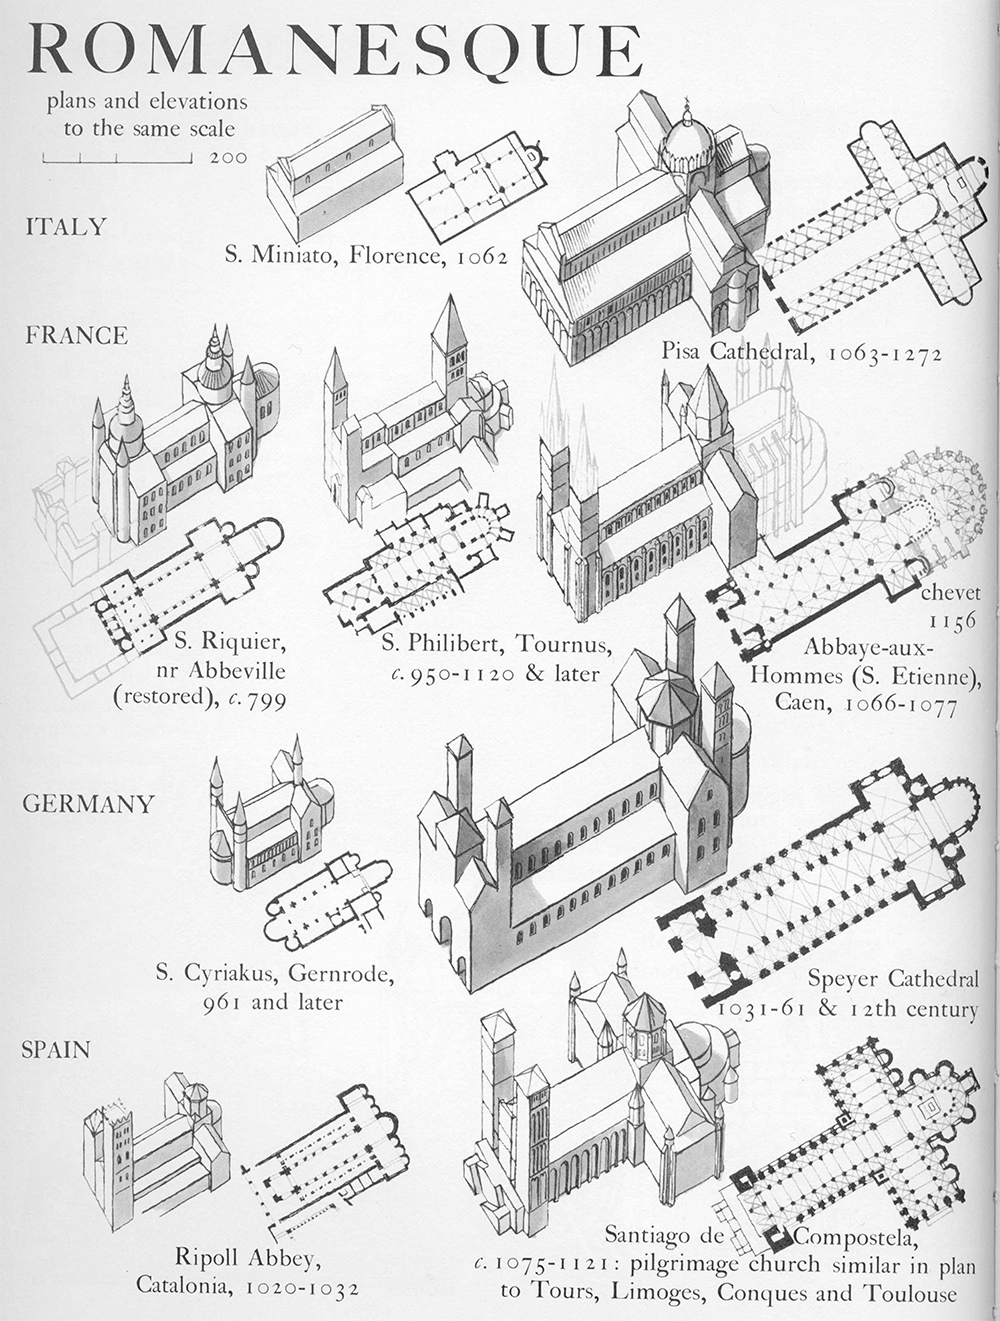 ROMANESQUE
plans and elevations
to the same scale
200
ITALY
S. Miniato, Florence, 1062
Pisa Cathedral, 1063-1272
FRANCE
S. Riquier,
nr Abbeville
(restored), c. 799
S. Philibert, Tournus,
c. 950-1120 & later
chevet
1156
Abbaye-aux-
Hommes (S. Etienne),
Caen, 1066-1077
GERMANY
S. Cyriakus, Gernrode,
961 and later
Speyer Cathedral
1031-61 & 12th century
SPAIN
Ripoll Abbey,
Catalonia, 1020-1032
Santiago de Compostela,
c. 1075-1121: pilgrimage church similar in plan
to Tours, Limoges, Conques and Toulouse